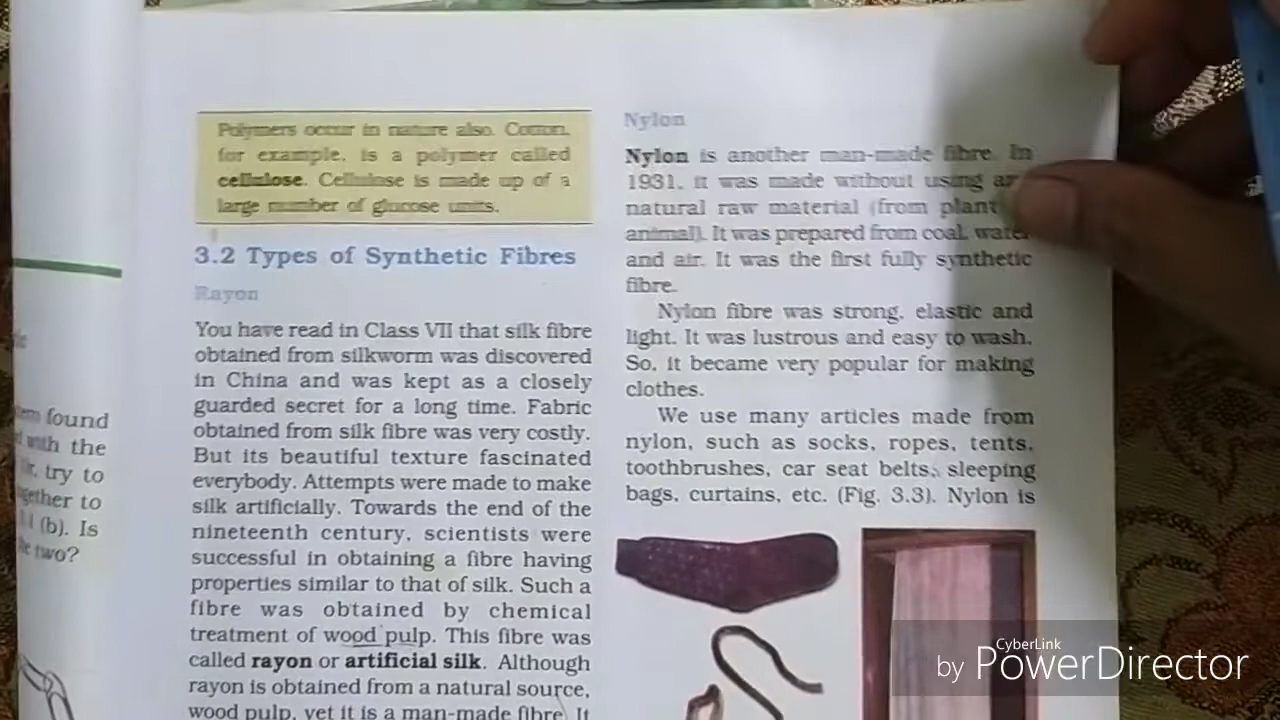 Polymers occur in nature also. Cotton,
for example, is a polymer called
cellulose. Cellulose is made up of a
large number of glucose units.
3.2 Types of Synthetic Fibres
Rayon
You have read in Class VII that silk fibre
obtained from silkworm was discovered
in China and was kept as a closely
guarded secret for a long time. Fabric
obtained from silk fibre was very costly.
But its beautiful texture fascinated
everybody. Attempts were made to make
silk artificially. Towards the end of the
nineteenth century, scientists were
successful in obtaining a fibre having
properties similar to that of silk. Such a
fibre was obtained by chemical
treatment of wood pulp. This fibre was
called rayon or artificial silk. Although
rayon is obtained from a natural source,
wood pulp, yet it is a man-made fibre. It
Nylon
Nylon is another man-made fibre. In
1931, it was made without using
natural raw material (from plant
animal). It was prepared from coal, water
and air. It was the first fully synthetic
fibre.
Nylon fibre was strong, elastic and
light. It was lustrous and easy to wash.
So, it became very popular for making
clothes.
We use many articles made from
nylon, such as socks, ropes, tents,
toothbrushes, car seat belts, sleeping
bags, curtains, etc. (Fig. 3.3). Nylon is
found
with the
try to
together to
(b). Is
two?
CyberLink
by PowerDirector